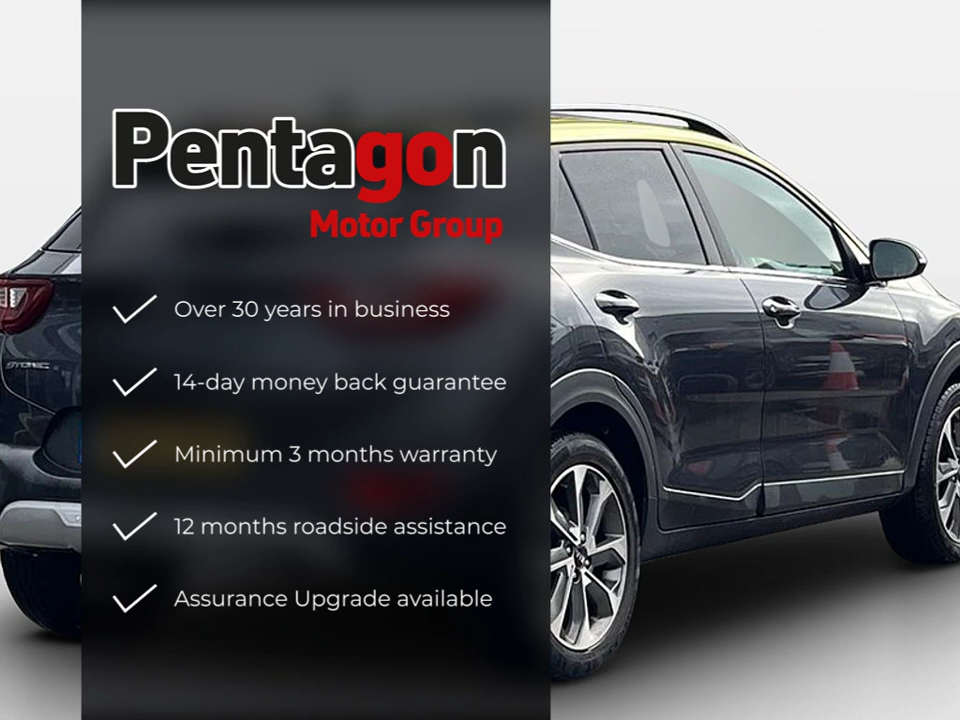 Pentagon
Motor Group
Over 30 years in business
14-day money back guarantee
Minimum 3 months warranty
12 months roadside assistance
Assurance Upgrade available
STONIC